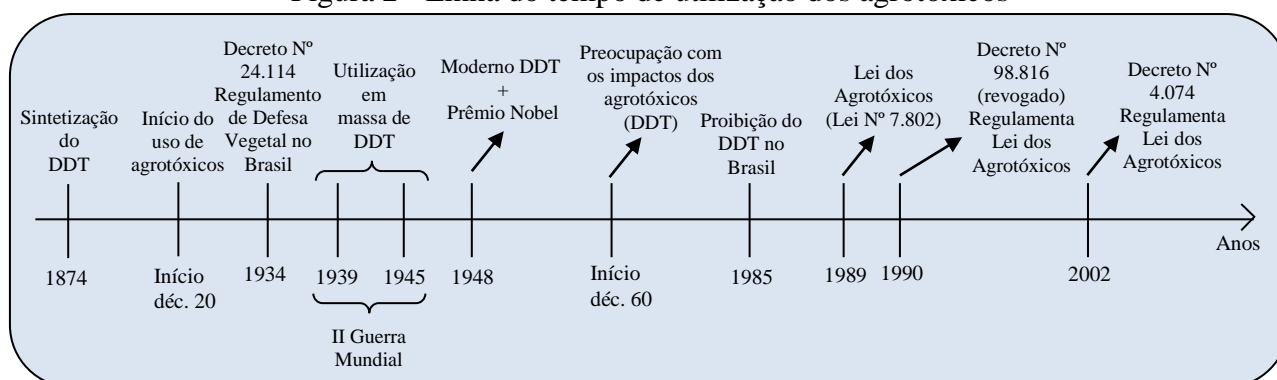 Figura 2 – Linha do tempo de utilização dos agrotóxicos
Sintetização
do
DDT
Início do
uso de
agrotóxicos
Decreto Nº
24.114
Regulamento
de Defesa
Vegetal no
Brasil
Utilização
em
massa de
DDT
Moderno DDT
+
Prêmio Nobel
Preocupação com
os impactos dos
agrotóxicos
(DDT)
Proibição do
DDT no
Brasil
Lei dos
Agrotóxicos
(Lei Nº 7.802)
Decreto Nº
98.816
(revogado)
Regulamenta
Lei dos
Agrotóxicos
Decreto Nº
4.074
Regulamenta
Lei dos
Agrotóxicos
Anos
1874
Início
déc. 20
1934
1939
1945
1948
Início
déc. 60
1985
1989
1990
2002
II Guerra
Mundial